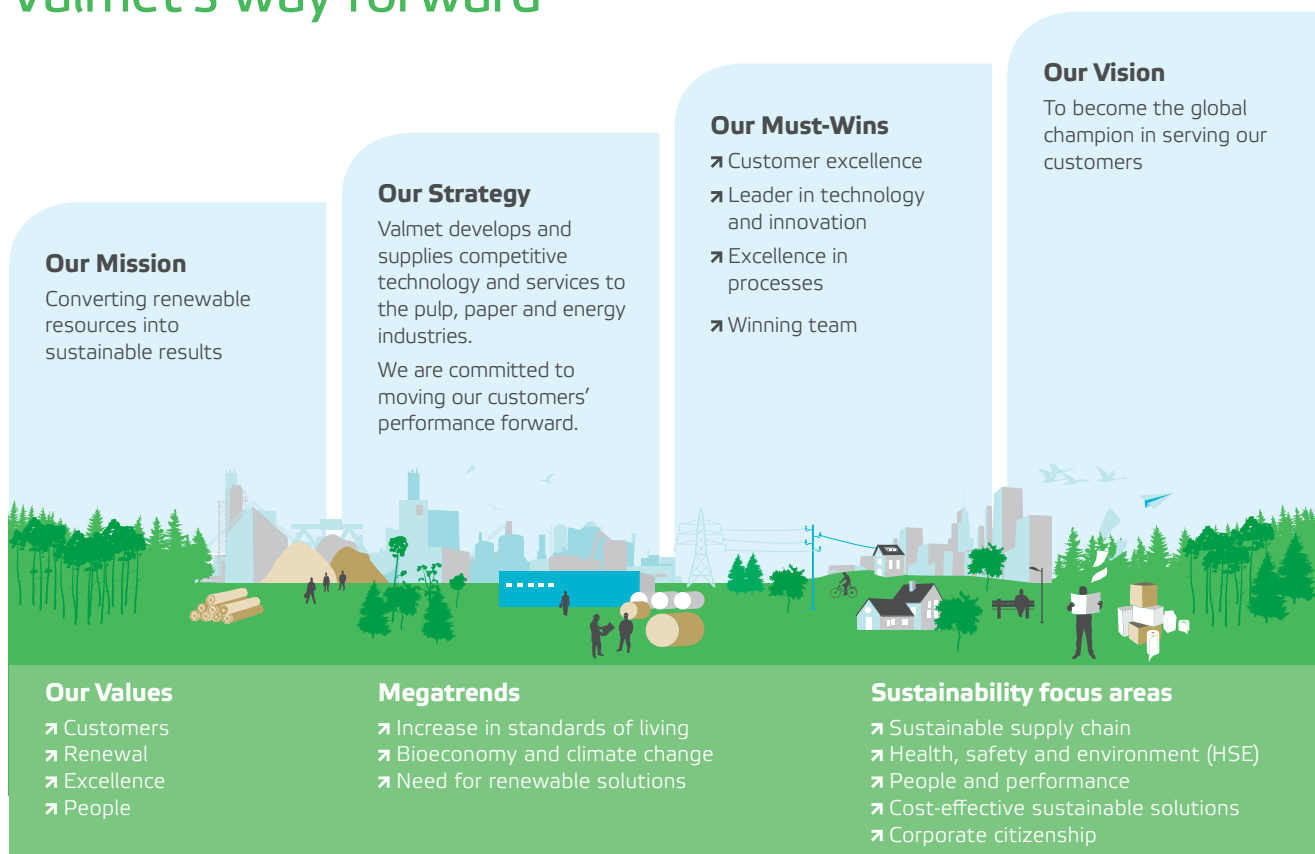 Valmet's way forward
Our Mission
Converting renewable
resources into
sustainable results
Our Strategy
Valmet develops and
supplies competitive
technology and services to
the pulp, paper and energy
industries.
We are committed to
moving our customers'
performance forward.
Our Must-Wins
Customer excellence
Leader in technology
and innovation
Excellence in
processes
Winning team
Our Vision
To become the global
champion in serving our
customers
Our Values
Customers
Renewal
Excellence
People
Megatrends
Increase in standards of living
Bioeconomy and climate change
Need for renewable solutions
Sustainability focus areas
Sustainable supply chain
Health, safety and environment (HSE)
People and performance
Cost-effective sustainable solutions
Corporate citizenship